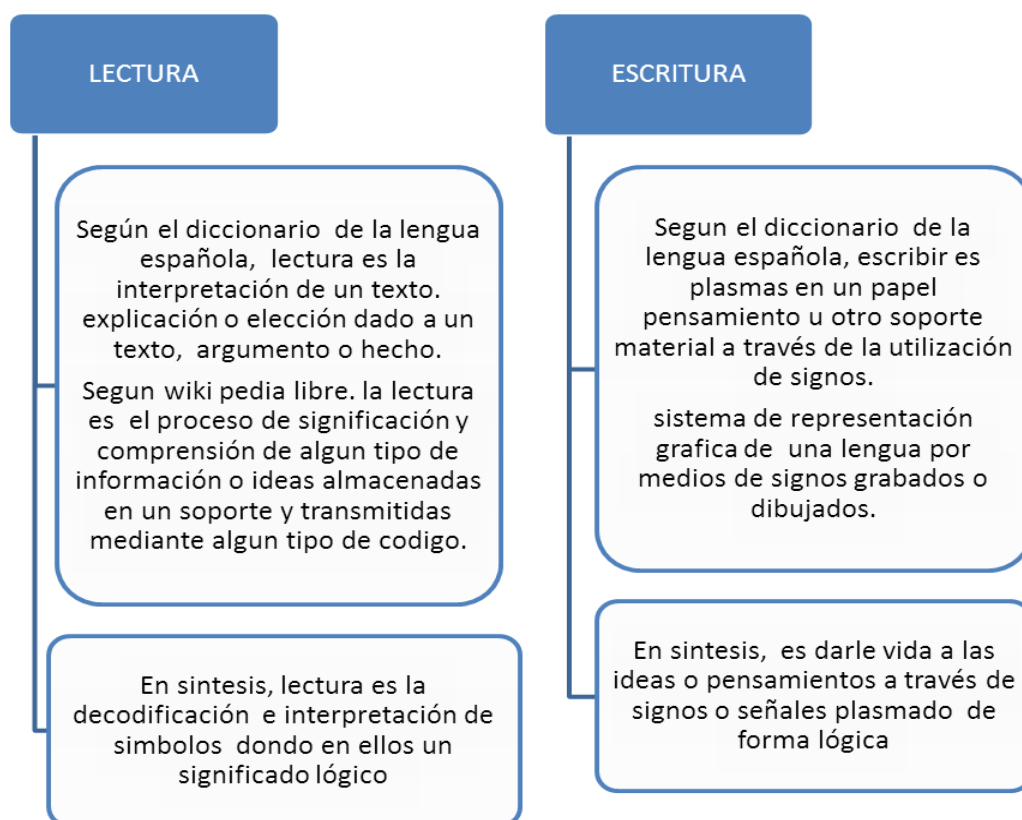 LECTURA
Según el diccionario de la lengua
española, lectura es la
interpretación de un texto.
explicación o elección dado a un
texto, argumento o hecho.
Segun wiki pedia libre. la lectura
es el proceso de significación y
comprensión de algun tipo de
información o ideas almacenadas
en un soporte y transmitidas
mediante algun tipo de codigo.
En sintesis, lectura es la
decodificación e interpretación de
simbolos dondo en ellos un
significado lógico
ESCRITURA
Segun el diccionario de la
lengua española, escribir es
plasmas en un papel
pensamiento u otro soporte
material a través de la utilización
de signos.
sistema de representación
grafica de una lengua por
medios de signos grabados o
dibujados.
En sintesis, es darle vida a las
ideas o pensamientos a través de
signos o señales plasmado de
forma lógica